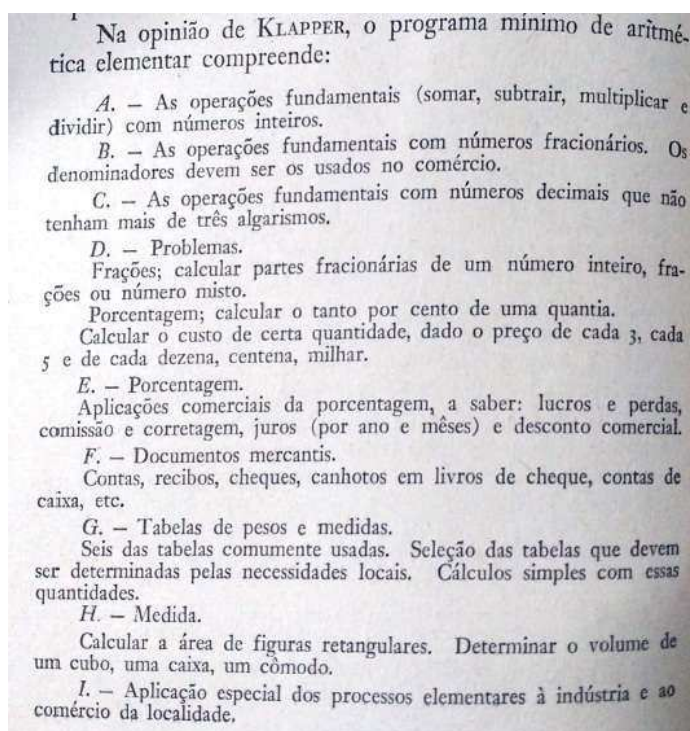 Na opinião de KLAPPER, o programa mínimo de aritmé-
tica elementar compreende:
A. — As operações fundamentais (somar, subtrair, multiplicar e
dividir) com números inteiros.
B. — As operações fundamentais com números fracionários. Os
denominadores devem ser os usados no comércio.
C. — As operações fundamentais com números decimais que não
tenham mais de três algarismos.
D. — Problemas.
Frações; calcular partes fracionárias de um número inteiro, fra-
ções ou número misto.
Porcentagem; calcular o tanto por cento de uma quantia.
Calcular o custo de certa quantidade, dado o preço de cada 3, cada
5 e de cada dezena, centena, milhar.
E. — Porcentagem.
Aplicações comerciais da porcentagem, a saber: lucros e perdas,
comissão e corretagem, juros (por ano e mêses) e desconto comercial.
F. — Documentos mercantis.
Contas, recibos, cheques, canhotos em livros de cheque, contas de
caixa, etc.
G. — Tabelas de pesos e medidas.
Seis das tabelas comumente usadas. Seleção das tabelas que devem
ser determinadas pelas necessidades locais. Cálculos simples com essas
quantidades.
H. — Medida.
Calcular a área de figuras retangulares. Determinar o volume de
um cubo, uma caixa, um cômodo.
I. — Aplicação especial dos processos elementares à indústria e ao
comércio da localidade.